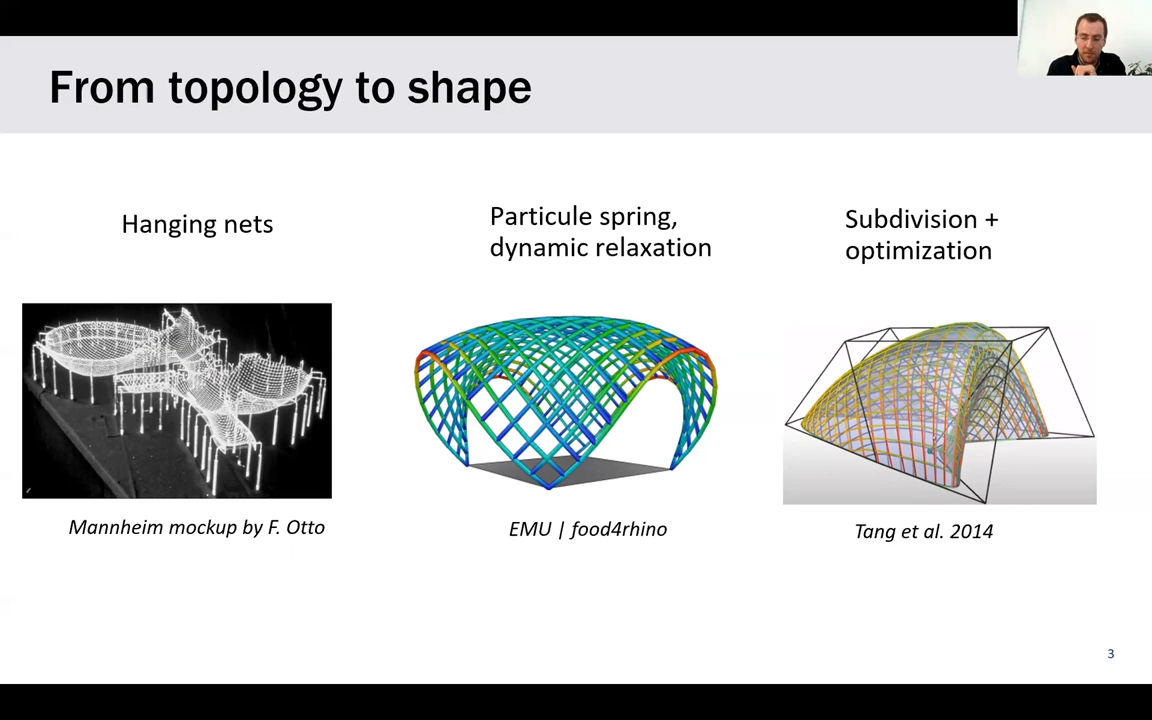 From topology to shape
Hanging nets
Particule spring,
dynamic relaxation
Subdivision +
optimization
Mannheim mockup by F. Otto
EMU | food4rhino
Tang et al. 2014
3